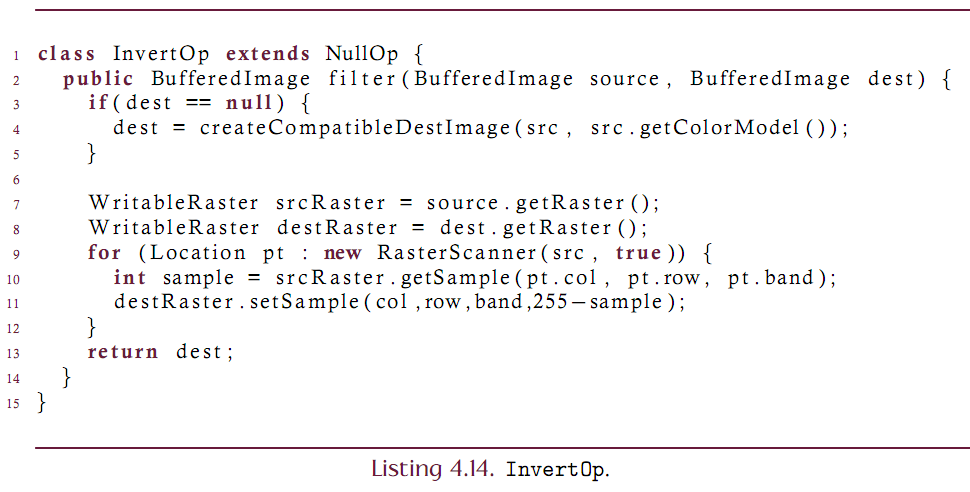 1 class InvertOp extends NullOp {
2 public BufferedImage filter(BufferedImage source, BufferedImage dest) {
3 if(dest == null) {
4 dest = createCompatibleDestImage(src, src.getColorModel());
5 }
6
7 WritableRaster srcRaster = source.getRaster();
8 WritableRaster destRaster = dest.getRaster();
9 for (Location pt : new RasterScanner(src, true)) {
10 int sample = srcRaster.getSample(pt.col, pt.row, pt.band);
11 destRaster.setSample(col,row,band,255−sample);
12 }
13 return dest;
14 }
15 }
Listing 4.14. InvertOp.